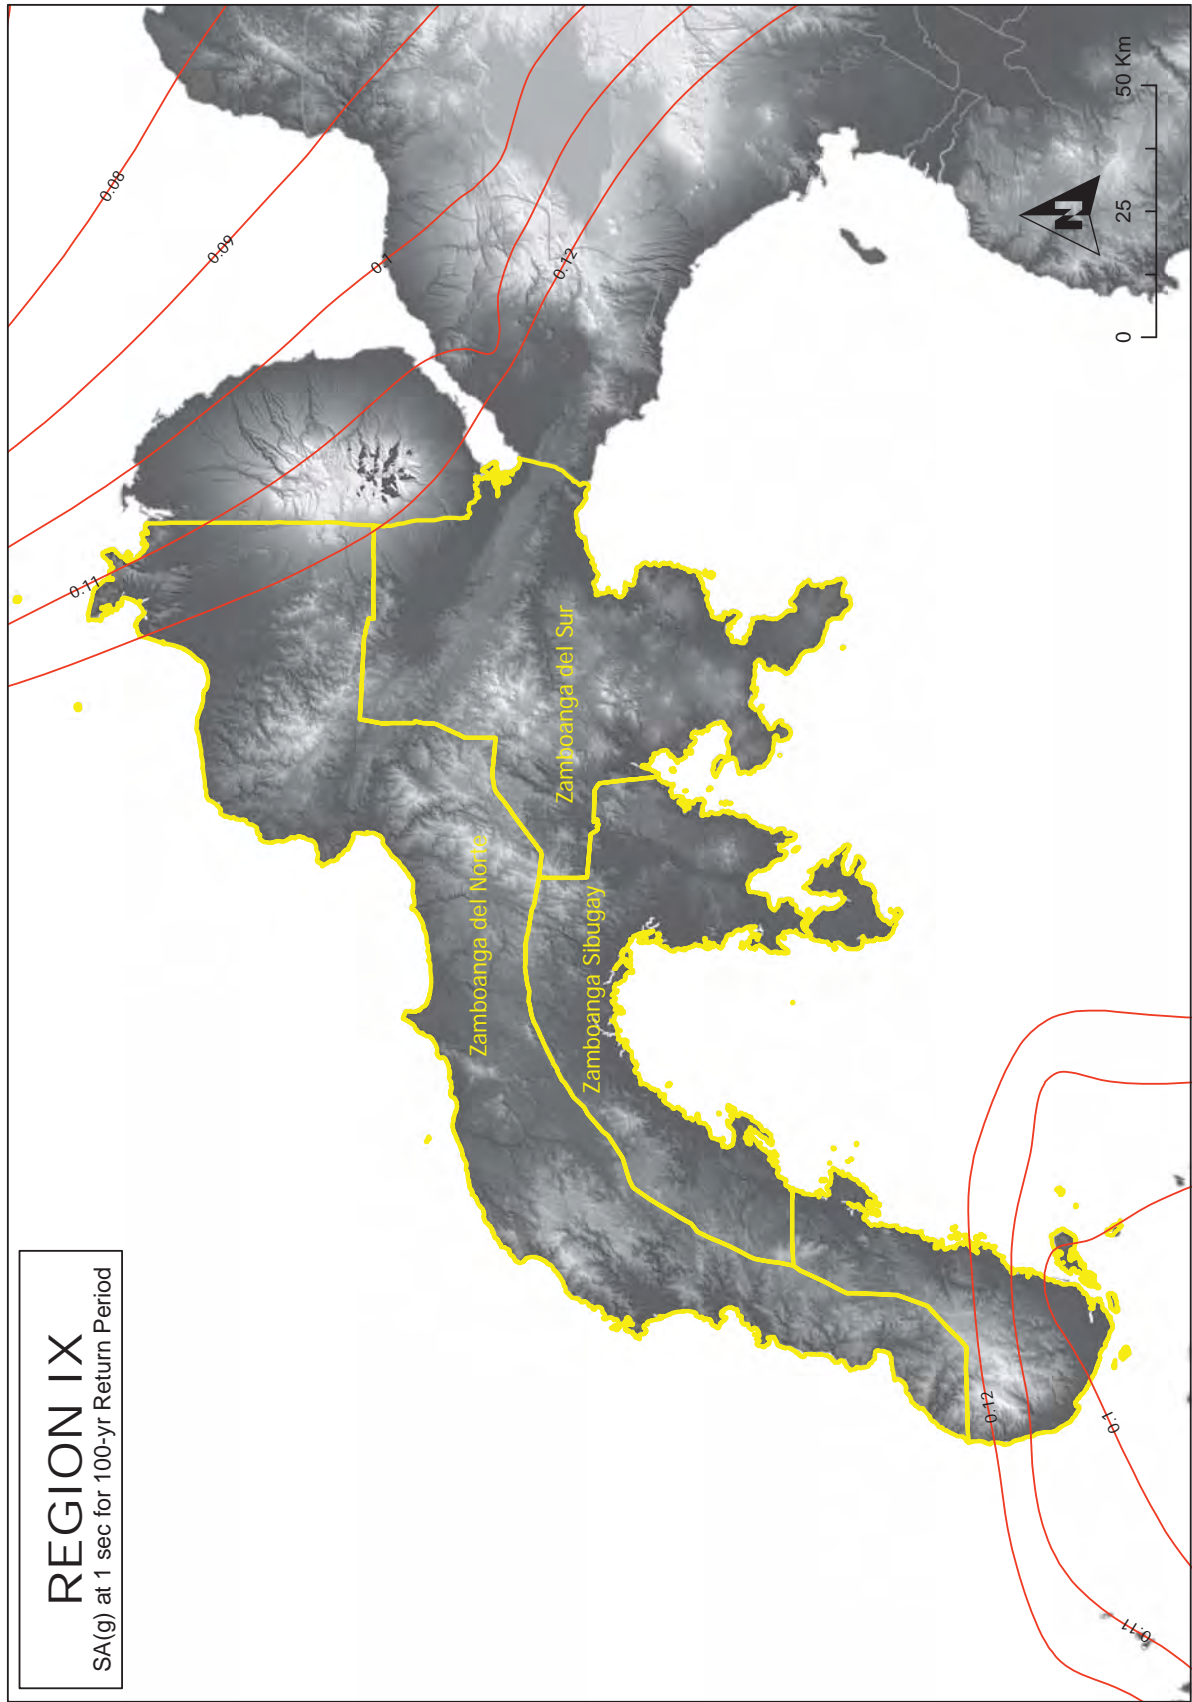 REGION IX
SA(g) at 1 sec for 100-yr Return Period
0.08
0.09
0.1
0.11
0.12
Zamboanga del Norte
Zamboanga del Sur
Zamboanga Sibugay
0.12
0.1
0.11
N
0 25 50 Km